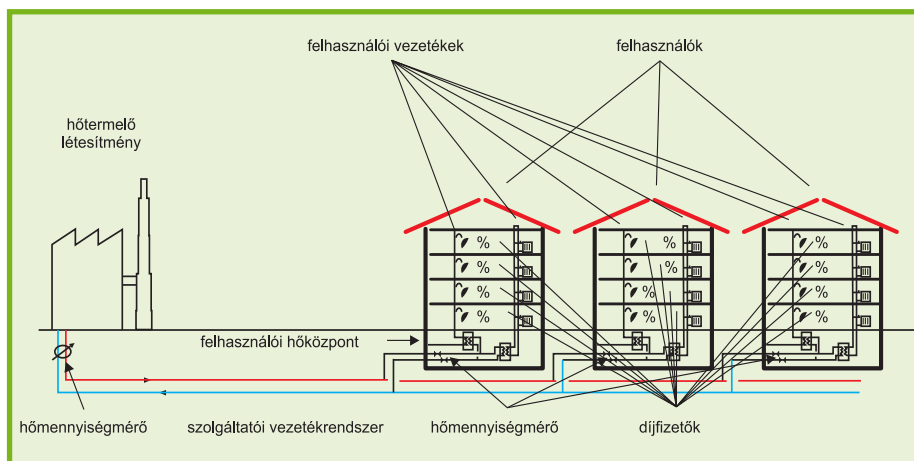 felhasználói vezetékek
felhasználók
hőtermelő
létesítmény
%
%
%
%
%
%
%
%
%
%
%
%
felhasználói hőközpont
hőmennyiségmérő
szolgáltatói vezetékrendszer
hőmennyiségmérő
díjfizetők